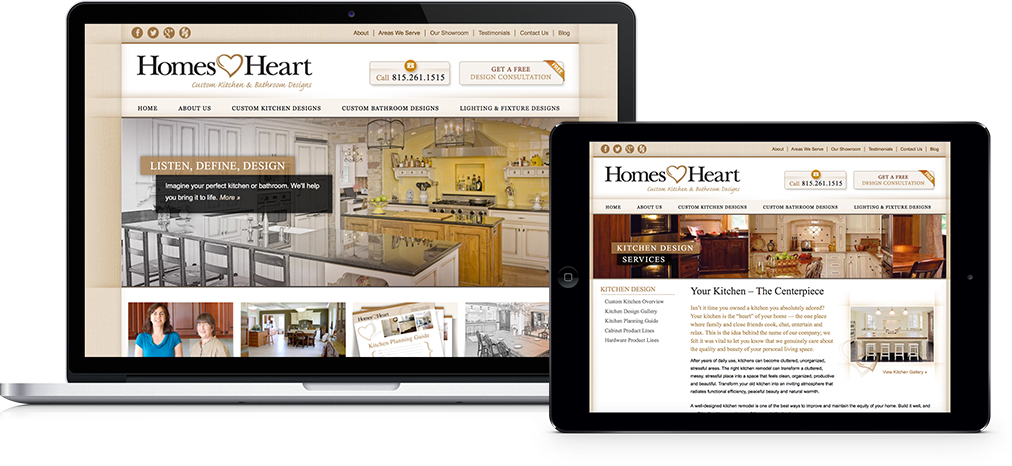 About | Areas We Serve | Our Showroom | Testimonials | Contact Us | Blog
Homes Heart
Custom Kitchen & Bathroom Designs
Call 815.261.1515
GET A FREE
DESIGN CONSULTATION
FREE
HOME ABOUT US CUSTOM KITCHEN DESIGNS CUSTOM BATHROOM DESIGNS LIGHTING & FIXTURE DESIGNS
LISTEN, DEFINE, DESIGN
Imagine your perfect kitchen or bathroom. We'll help
you bring it to life. More »
Kitchen Planning Guide
About | Areas We Serve | Our Showroom | Testimonials | Contact Us | Blog
Homes Heart
Custom Kitchen & Bathroom Designs
Call 815.261.1515
GET A FREE
DESIGN CONSULTATION
HOME ABOUT US CUSTOM KITCHEN DESIGNS CUSTOM BATHROOM DESIGNS LIGHTING & FIXTURE DESIGNS
KITCHEN DESIGN
SERVICES
KITCHEN DESIGN
Custom Kitchen Overview
Kitchen Design Gallery
Kitchen Planning Guide
Cabinet Product Lines
Hardware Product Lines
Your Kitchen – The Centerpiece
Isn't it time you owned a kitchen you absolutely adored?
Your kitchen is the "heart" of your home — the one place
where family and close friends cook, chat, entertain and
relax. This is the idea behind the name of our company; we
felt it was vital to let you know that we genuinely care about
the quality and beauty of your personal living space.
After years of daily use, kitchens can become cluttered, unorganized,
stressful areas. The right kitchen remodel can transform a cluttered,
messy, stressful place into a space that feels clean, organized, productive
and beautiful. Transform your old kitchen into an inviting atmosphere that
radiates functional efficiency, peaceful beauty and natural warmth.
A well-designed kitchen remodel is one of the best ways to improve and maintain the equity of your home. Build it well, and
View Kitchen Gallery »